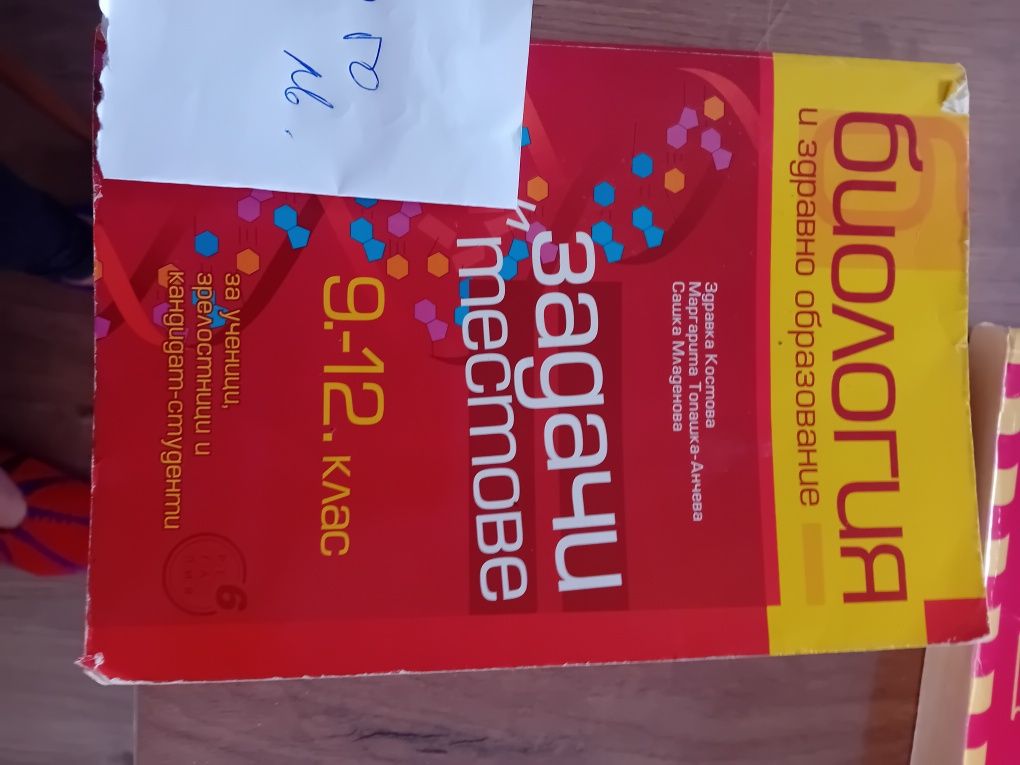 биология
и здравно образование
Здравка Костова
Маргарита Топашка-Анчева
Сашка Младенова
задачи
и тестове
9.-12. клас
за ученици,
зрелостници и
кандидат-студенти